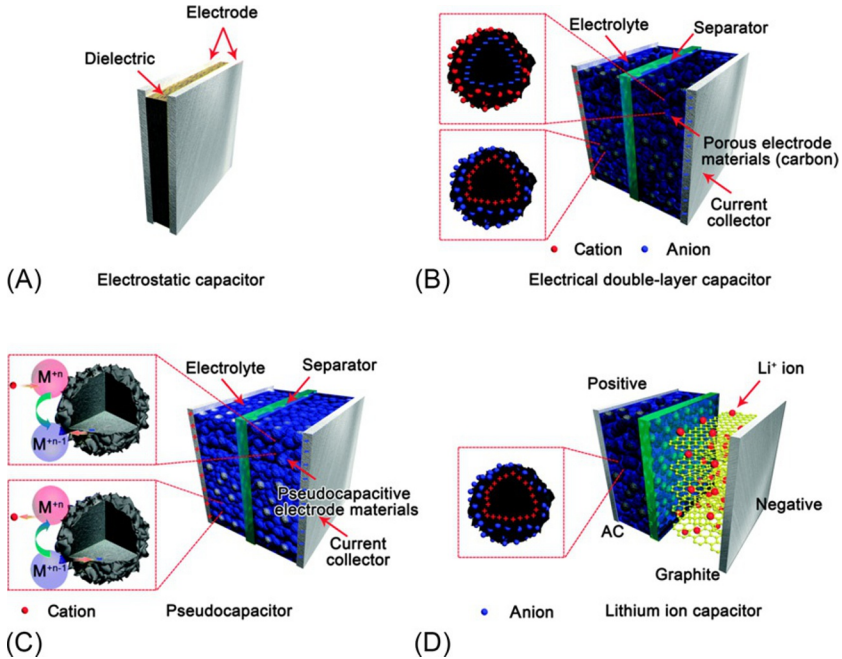 Electrode
Dielectric
(A)
Electrostatic capacitor
Electrolyte
Separator
Porous electrode
materials (carbon)
Current
collector
Cation
Anion
(B)
Electrical double-layer capacitor
M+n
M+n-1
M+n
M+n-1
Electrolyte
Separator
Pseudocapacitive
electrode materials
Current
collector
Cation
Pseudocapacitor
(C)
Li+ ion
Positive
Negative
AC
Graphite
Anion
Lithium ion capacitor
(D)